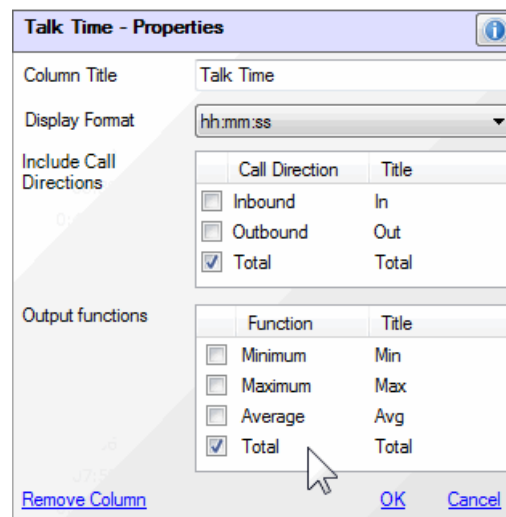 Talk Time - Properties
Column Title Talk Time
Display Format hh:mm:ss
Include Call Directions
Call Direction Title
Inbound In
Outbound Out
Total Total
Output functions
Function Title
Minimum Min
Maximum Max
Average Avg
Total Total
Remove Column OK Cancel